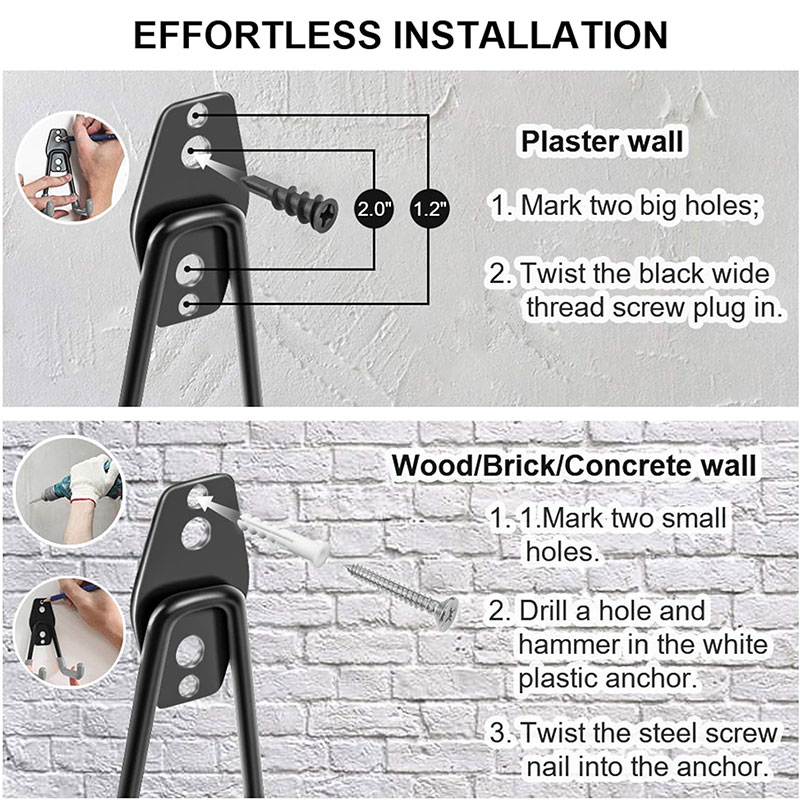 EFFORTLESS INSTALLATION
Plaster wall
1. Mark two big holes;
2. Twist the black wide
thread screw plug in.
2.0"
1.2"
Wood/Brick/Concrete wall
1. 1.Mark two small
holes.
2. Drill a hole and
hammer in the white
plastic anchor.
3. Twist the steel screw
nail into the anchor.